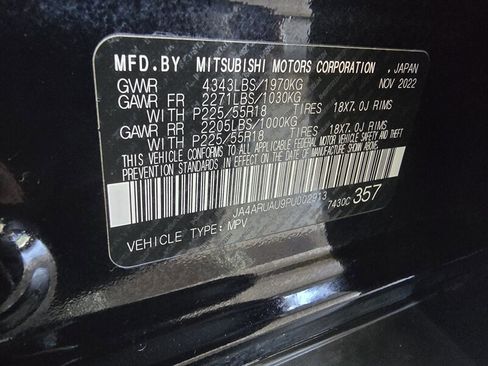 MFD.BY MITSUBISHI MOTORS CORPORATION .JAPAN
GVWR 4343LBS/1970KG NOV 2022
GAWR FR 2271LBS/1030KG
WITH P225/55R18 TIRES 18X7.0J RIMS
GAWR RR 2205LBS/1000KG
WITH P225/55R18 TIRES 18X7.0J RIMS
THIS VEHICLE CONFORMS TO ALL APPLICABLE FEDERAL MOTOR VEHICLE SAFETY AND THEFT
PREVENTION STANDARDS IN EFFECT ON THE DATE OF MANUFACTURE SHOWN ABOVE.
JA4ARUAU9PU002973
7430C 357
VEHICLE TYPE: MPV